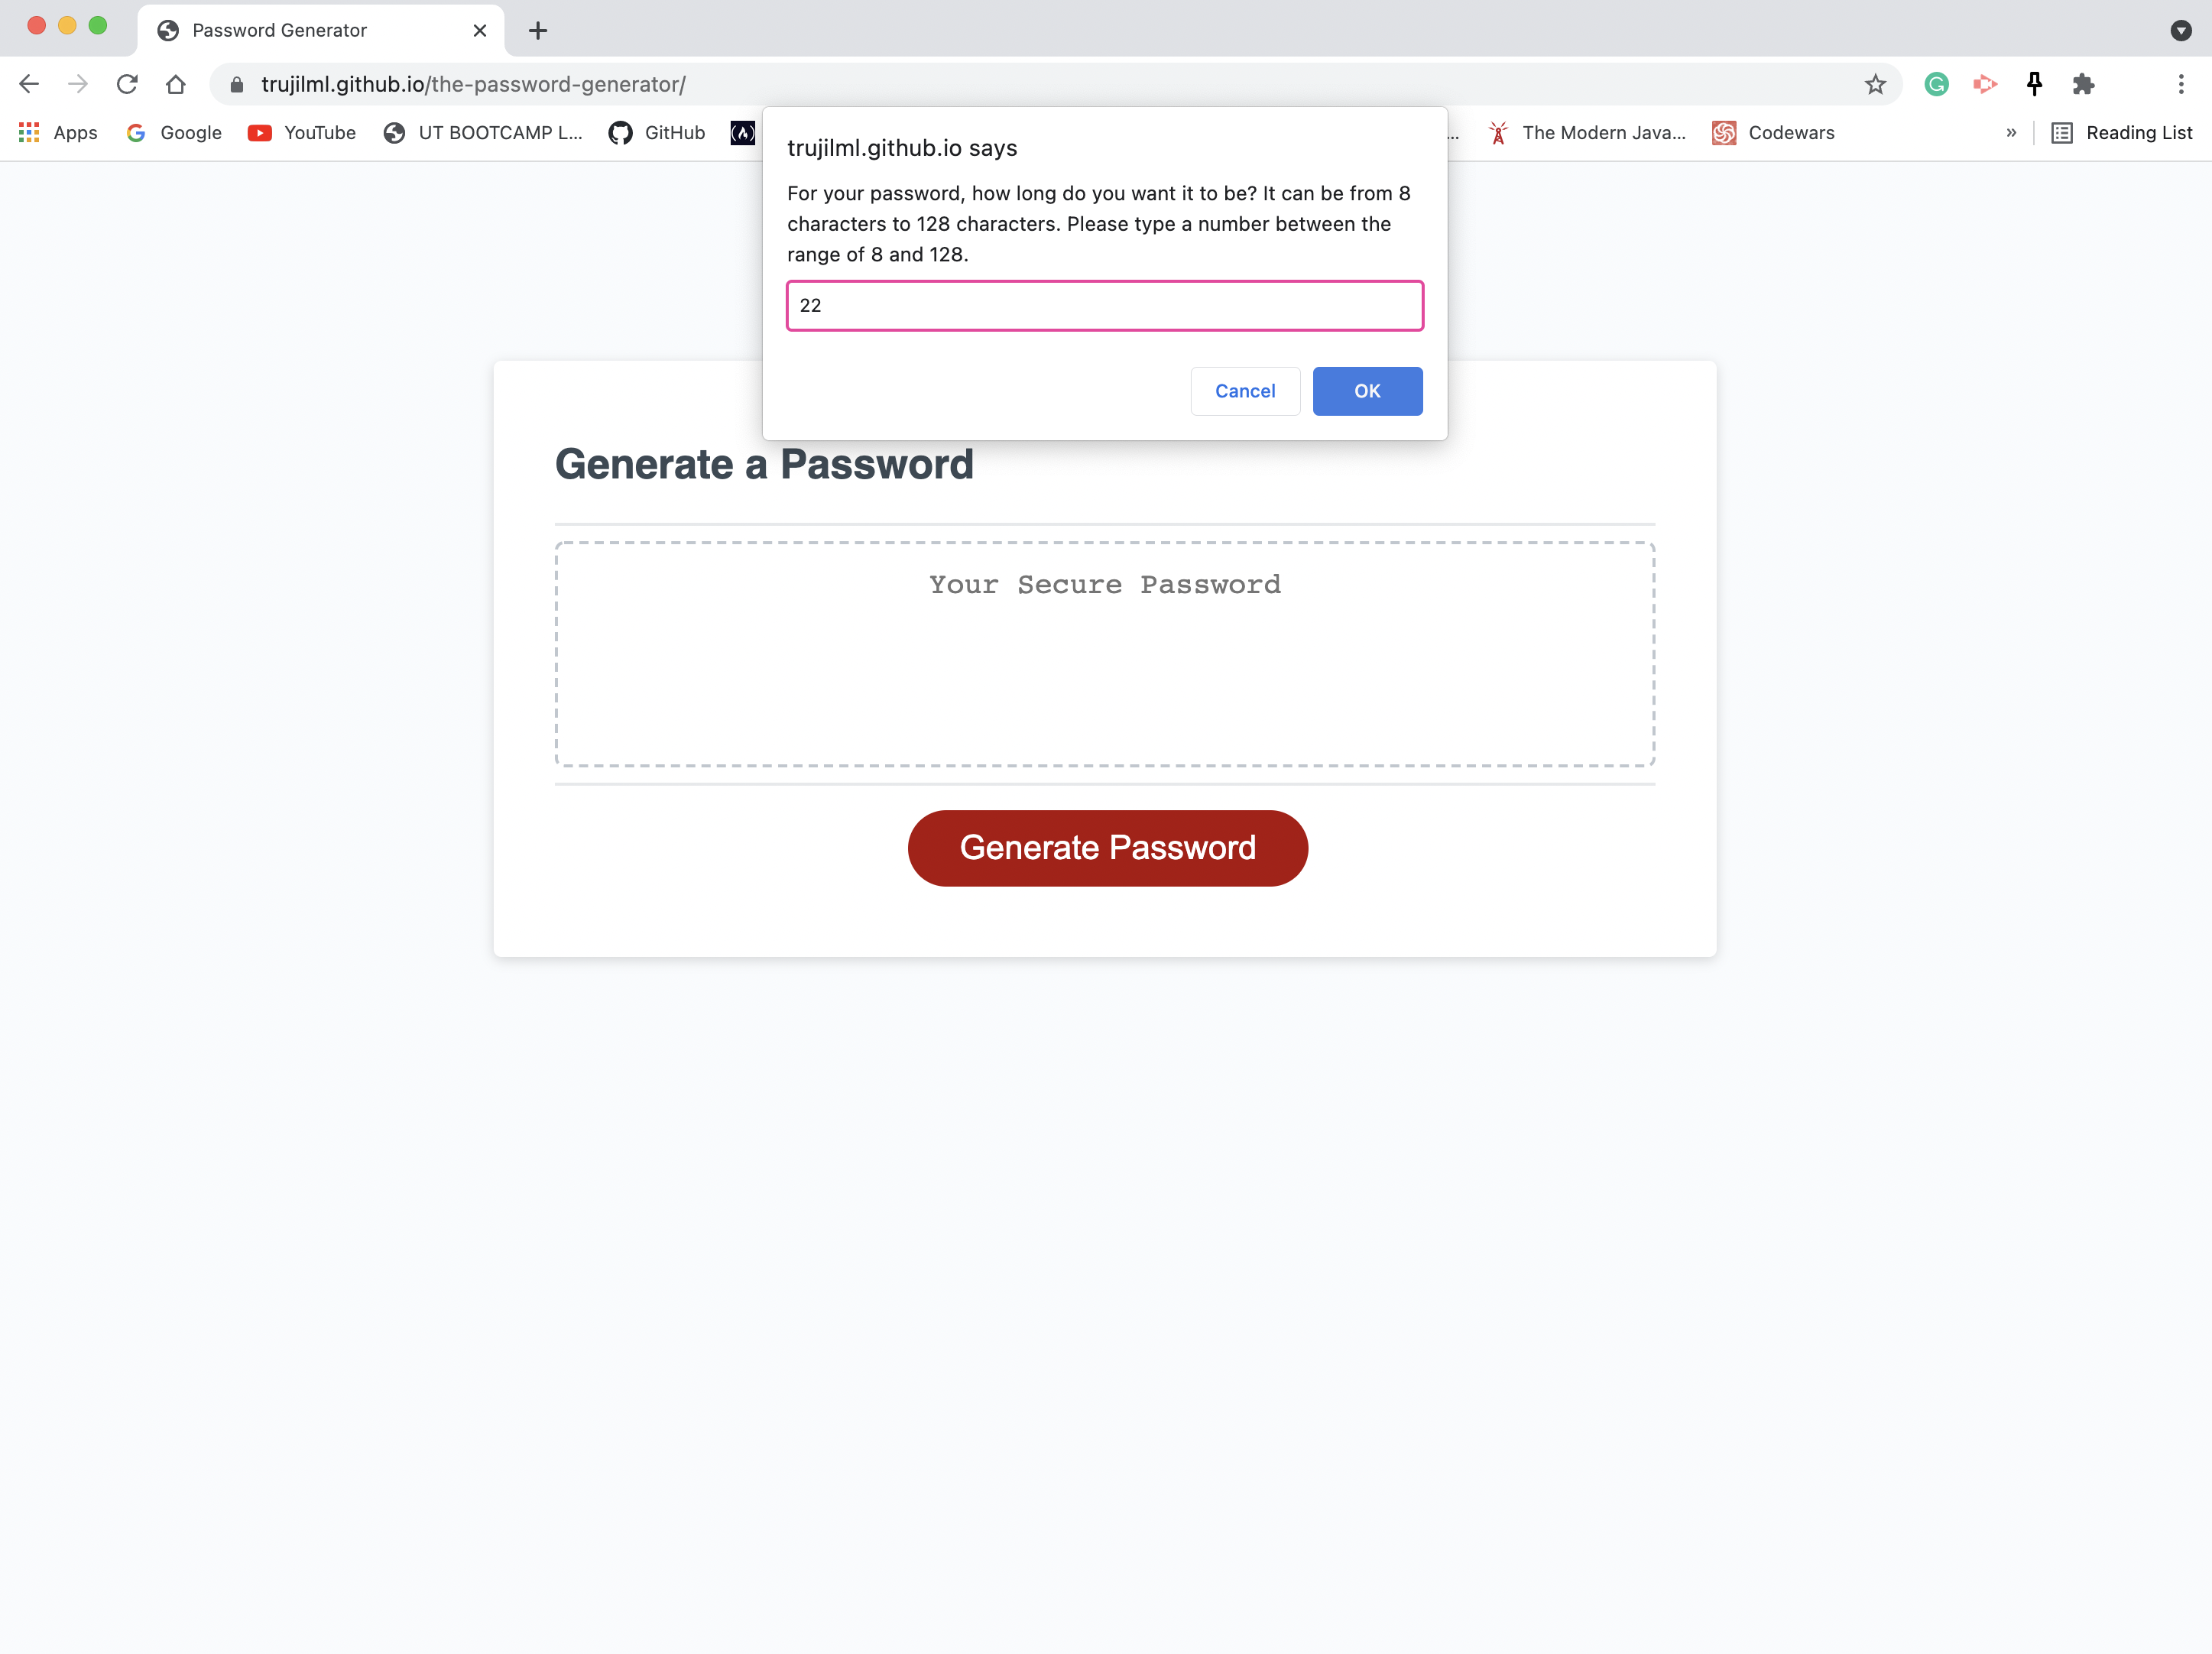 Password Generator
trujilml.github.io/the-password-generator/
Apps Google YouTube UT BOOTCAMP L... GitHub ... The Modern Java... Codewars » Reading List
trujilml.github.io says
For your password, how long do you want it to be? It can be from 8
characters to 128 characters. Please type a number between the
range of 8 and 128.
22
Cancel OK
Generate a Password
Your Secure Password
Generate Password